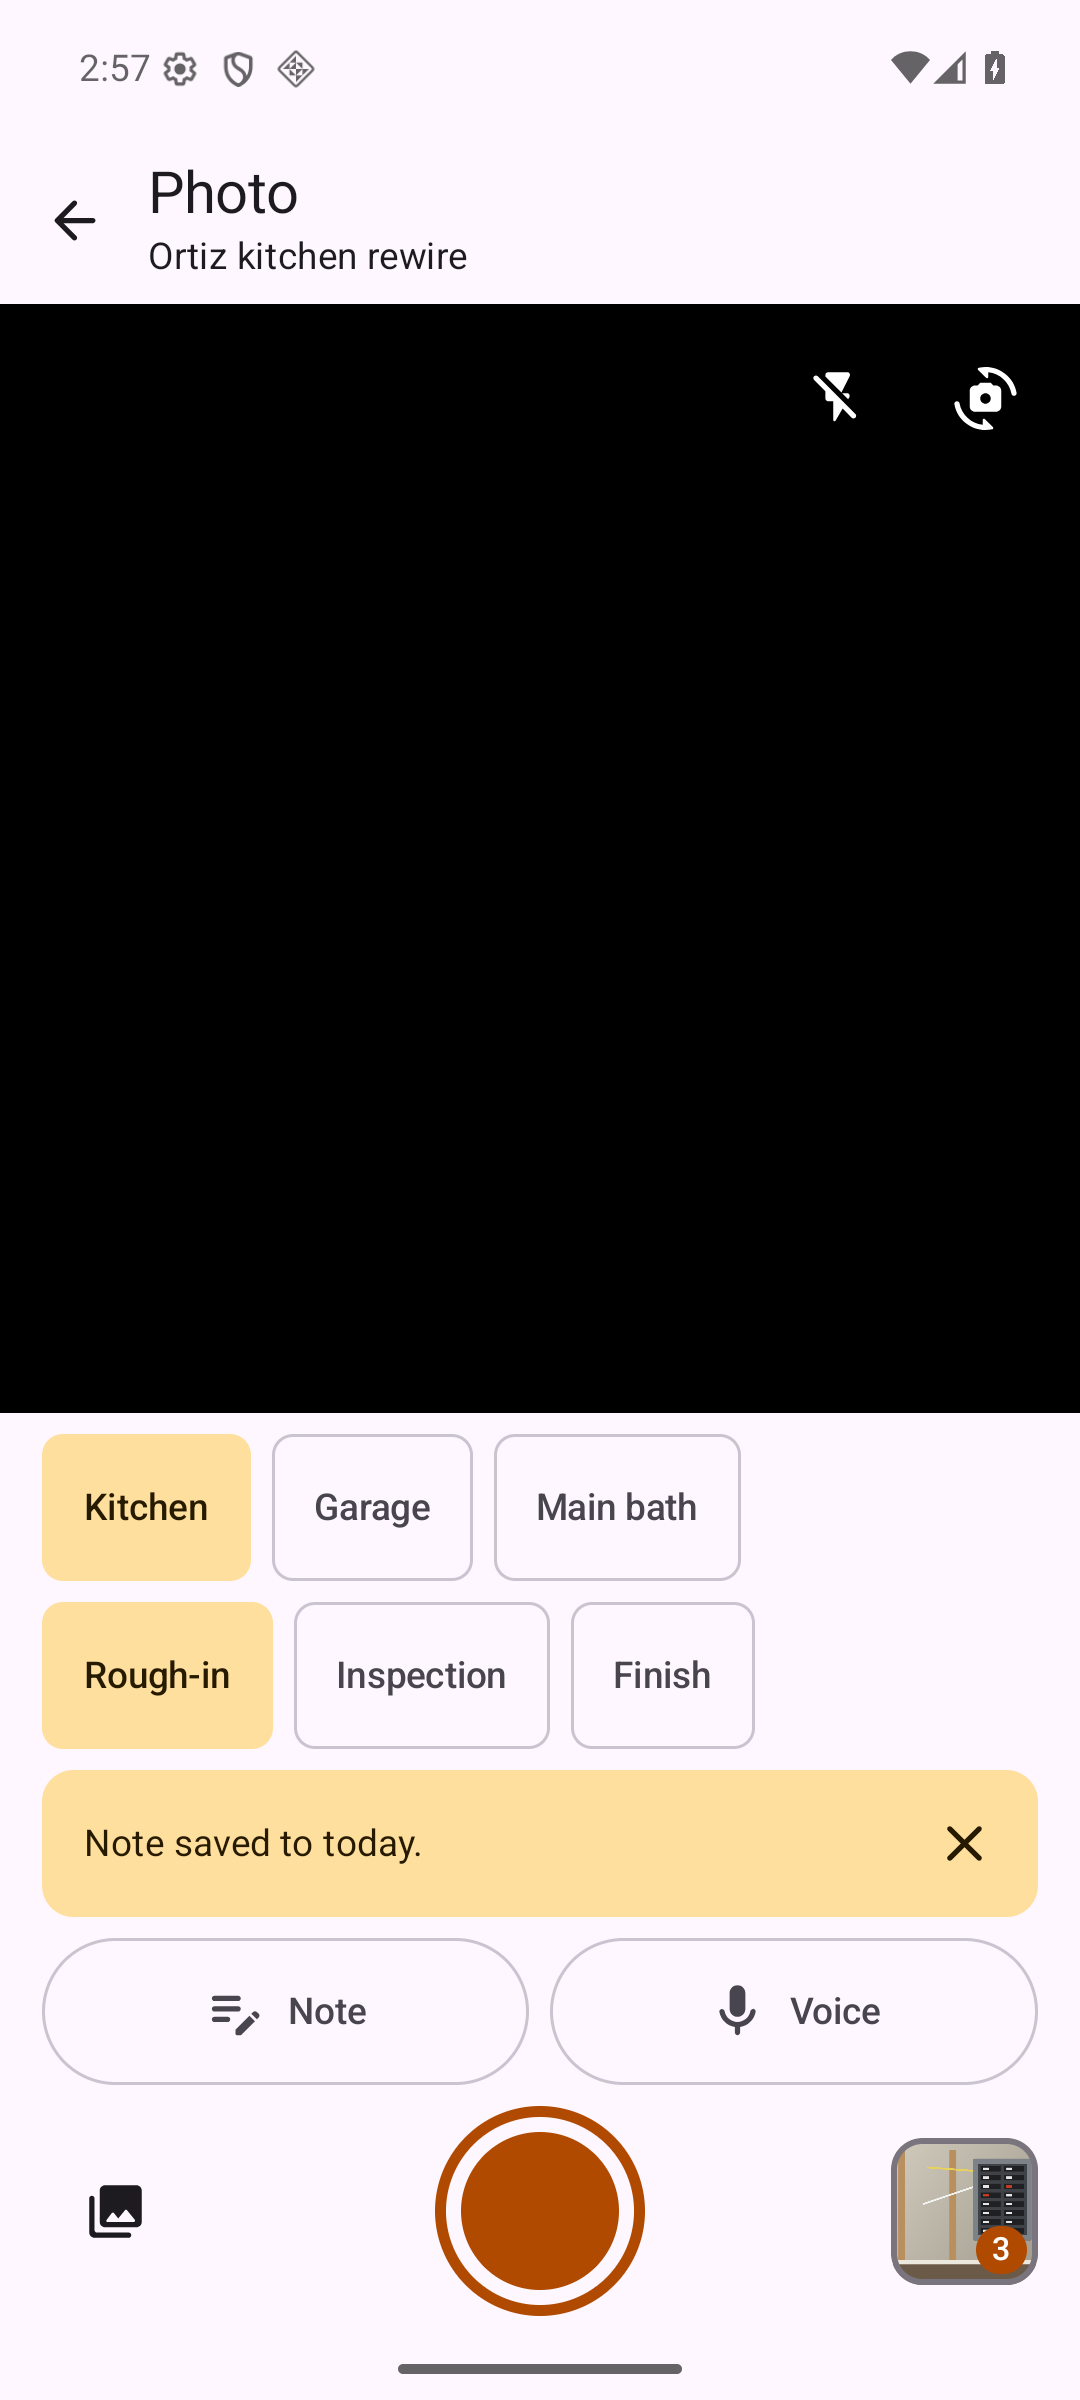 2:57
Photo
Ortiz kitchen rewire
Kitchen Garage Main bath
Rough-in Inspection Finish
Note saved to today.
Note Voice
3